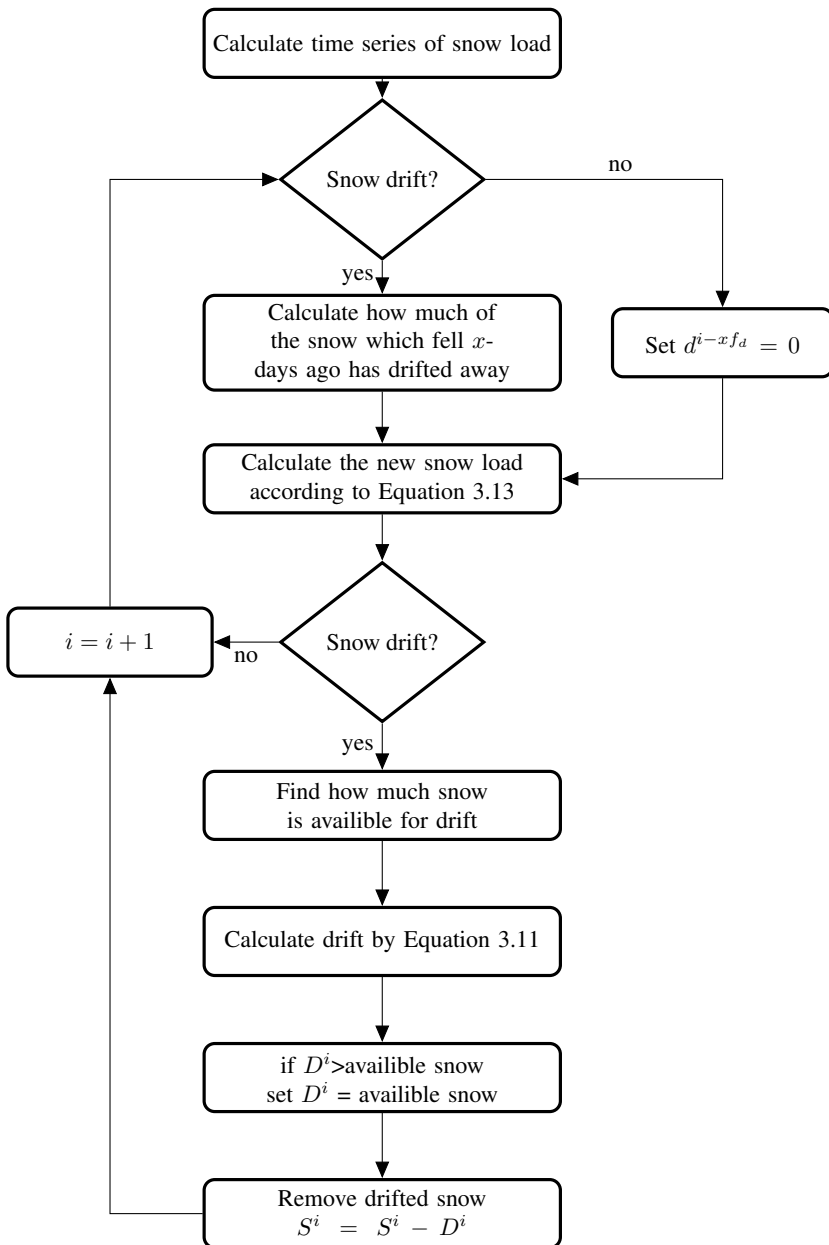 Calculate time series of snow load
Snow drift?
no
yes
Calculate how much of
the snow which fell x-
days ago has drifted away
Set d^{i−xf_d} = 0
Calculate the new snow load
according to Equation 3.13
i = i + 1
no
Snow drift?
yes
Find how much snow
is availible for drift
Calculate drift by Equation 3.11
if D^i>availible snow
set D^i = availible snow
Remove drifted snow
S^i = S^i − D^i